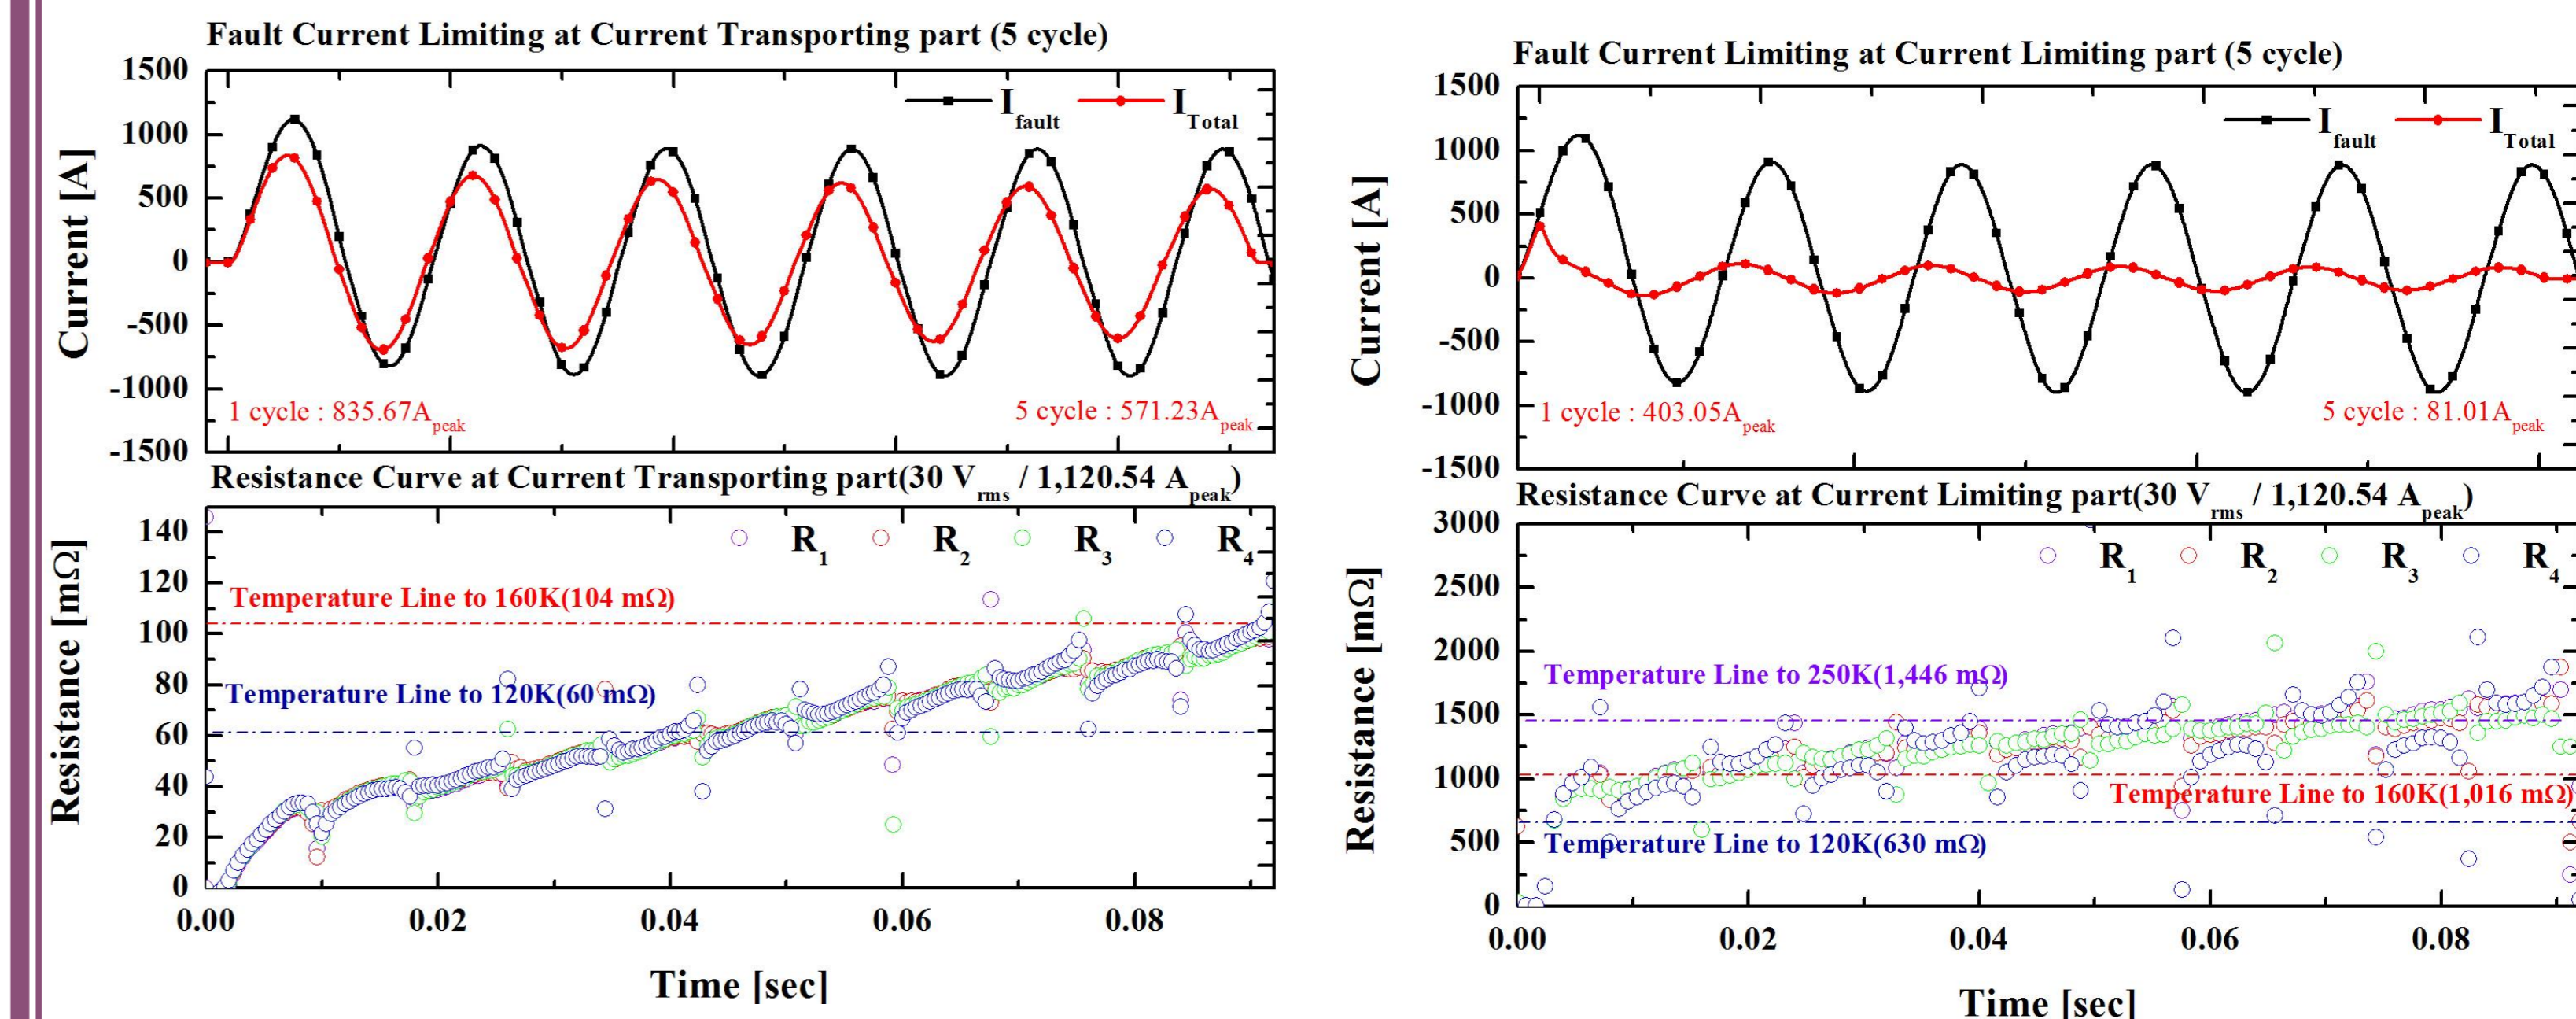 Fault Current Limiting at Current Transporting part (5 cycle)
1500
1000
500
0
-500
-1000
-1500
Current [A]
I fault
I Total
1 cycle : 835.67A peak
5 cycle : 571.23A peak
Resistance Curve at Current Transporting part(30 V rms / 1,120.54 A peak)
140
120
100
80
60
40
20
0
Resistance [mΩ]
R1 R2 R3 R4
Temperature Line to 160K(104 mΩ)
Temperature Line to 120K(60 mΩ)
0.00 0.02 0.04 0.06 0.08
Time [sec]
Fault Current Limiting at Current Limiting part (5 cycle)
1500
1000
500
0
-500
-1000
-1500
Current [A]
I fault
I Total
1 cycle : 403.05A peak
5 cycle : 81.01A peak
Resistance Curve at Current Limiting part(30 V rms / 1,120.54 A peak)
3000
2500
2000
1500
1000
500
0
Resistance [mΩ]
R1 R2 R3 R4
Temperature Line to 250K(1,446 mΩ)
Temperature Line to 160K(1,016 mΩ)
Temperature Line to 120K(630 mΩ)
0.00 0.02 0.04 0.06 0.08
Time [sec]